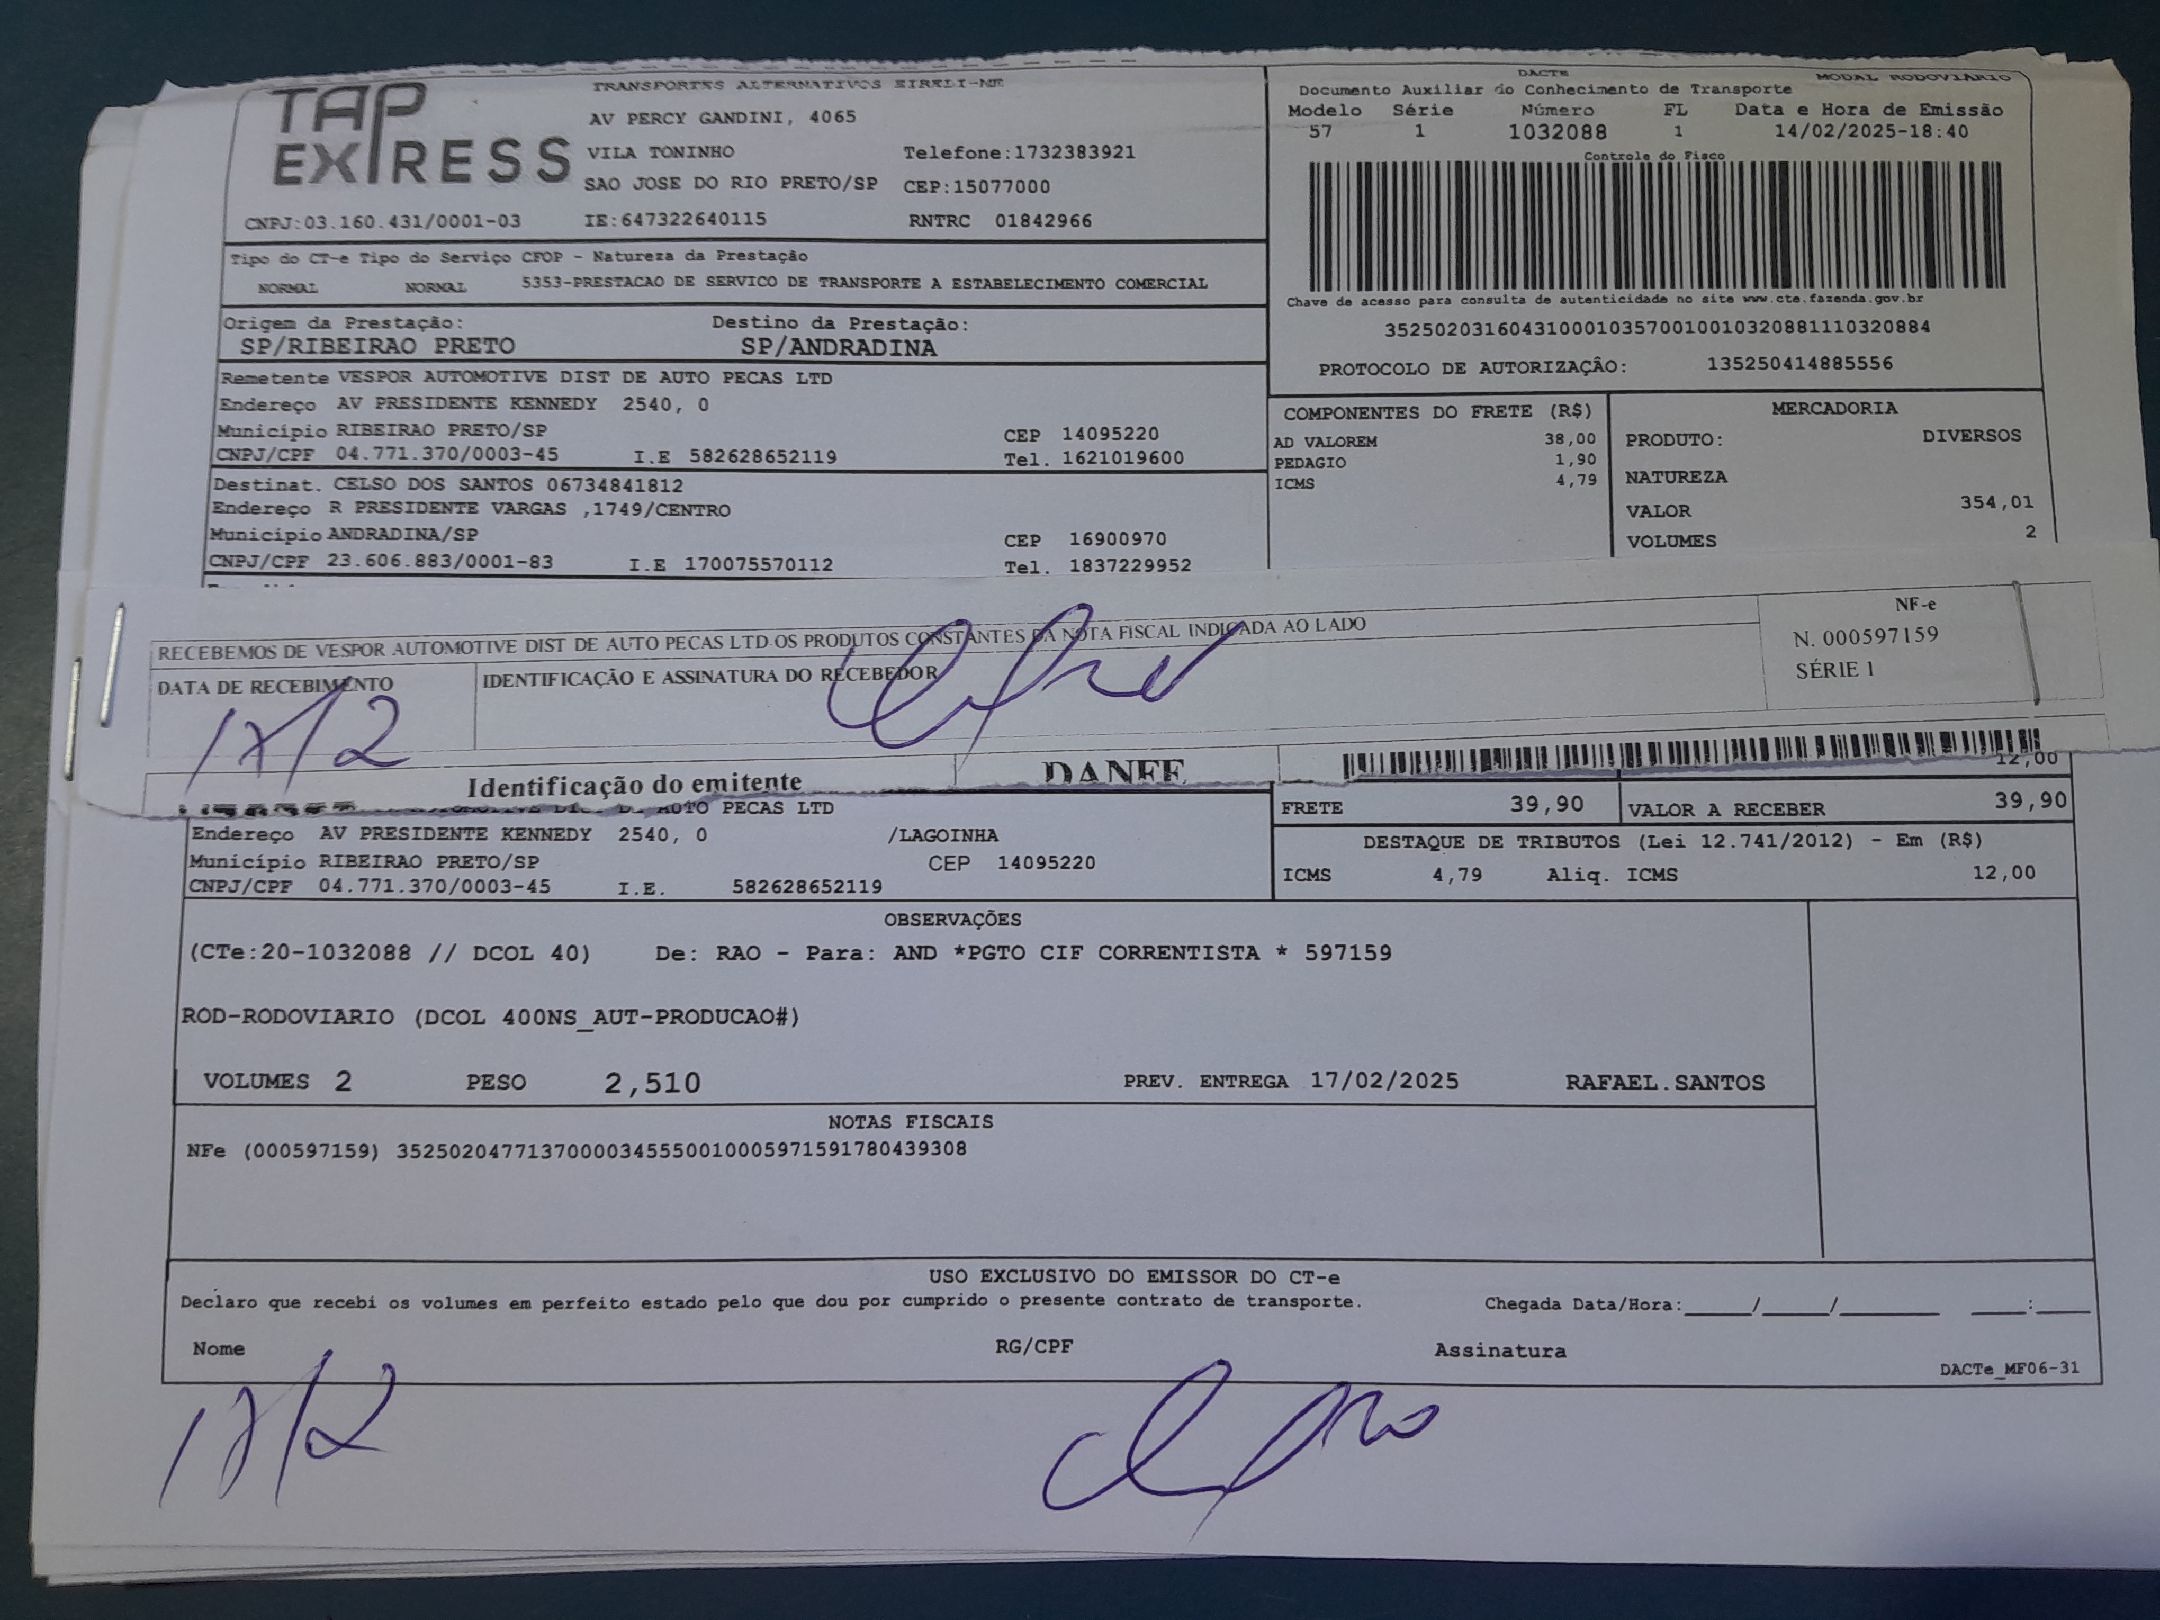 TAP EXPRESS
TRANSPORTES ALTERNATIVOS EIRELI-ME
AV PERCY GANDINI, 4065
VILA TONINHO Telefone:1732383921
SAO JOSE DO RIO PRETO/SP CEP:15077000
CNPJ:03.160.431/0001-03 IE:647322640115 RNTRC 01842966
DACTE MODAL RODOVIÁRIO
Documento Auxiliar do Conhecimento de Transporte
Modelo Série Número FL Data e Hora de Emissão
57 1 1032088 1 14/02/2025-18:40
Controle do Fisco
Chave de acesso para consulta de autenticidade no site www.cte.fazenda.gov.br
35250203160431000103570010010320881110320884
PROTOCOLO DE AUTORIZAÇÂO: 135250414885556
Tipo do CT-e Tipo do Serviço CFOP - Natureza da Prestação
NORMAL NORMAL 5353-PRESTACAO DE SERVICO DE TRANSPORTE A ESTABELECIMENTO COMERCIAL
Origem da Prestação: Destino da Prestação:
SP/RIBEIRAO PRETO SP/ANDRADINA
Remetente VESPOR AUTOMOTIVE DIST DE AUTO PECAS LTD
Endereço AV PRESIDENTE KENNEDY 2540, 0
Município RIBEIRAO PRETO/SP CEP 14095220
CNPJ/CPF 04.771.370/0003-45 I.E 582628652119 Tel. 1621019600
Destinat. CELSO DOS SANTOS 06734841812
Endereço R PRESIDENTE VARGAS ,1749/CENTRO
Município ANDRADINA/SP CEP 16900970
CNPJ/CPF 23.606.883/0001-83 I.E 170075570112 Tel. 1837229952
COMPONENTES DO FRETE (R$)
AD VALOREM 38,00
PEDAGIO 1,90
ICMS 4,79
MERCADORIA
PRODUTO: DIVERSOS
NATUREZA
VALOR 354,01
VOLUMES 2
RECEBEMOS DE VESPOR AUTOMOTIVE DIST DE AUTO PECAS LTD OS PRODUTOS CONSTANTES DA NOTA FISCAL INDICADA AO LADO
DATA DE RECEBIMENTO IDENTIFICAÇÃO E ASSINATURA DO RECEBEDOR
17/2
NF-e
N. 000597159
SÉRIE 1
Identificação do emitente DANFE
12,00
AUTO PECAS LTD
FRETE 39,90 VALOR A RECEBER 39,90
Endereço AV PRESIDENTE KENNEDY 2540, 0 /LAGOINHA
Município RIBEIRAO PRETO/SP CEP 14095220
CNPJ/CPF 04.771.370/0003-45 I.E. 582628652119
DESTAQUE DE TRIBUTOS (Lei 12.741/2012) - Em (R$)
ICMS 4,79 Aliq. ICMS 12,00
OBSERVAÇÕES
(CTe:20-1032088 // DCOL 40) De: RAO - Para: AND *PGTO CIF CORRENTISTA * 597159
ROD-RODOVIARIO (DCOL 400NS_AUT-PRODUCAO#)
VOLUMES 2 PESO 2,510 PREV. ENTREGA 17/02/2025 RAFAEL.SANTOS
NOTAS FISCAIS
NFe (000597159) 35250204771370000345550010005971591780439308
USO EXCLUSIVO DO EMISSOR DO CT-e
Declaro que recebi os volumes em perfeito estado pelo que dou por cumprido o presente contrato de transporte. Chegada Data/Hora:____/____/______ ___:___
Nome RG/CPF Assinatura
DACTe_MF06-31
17/2